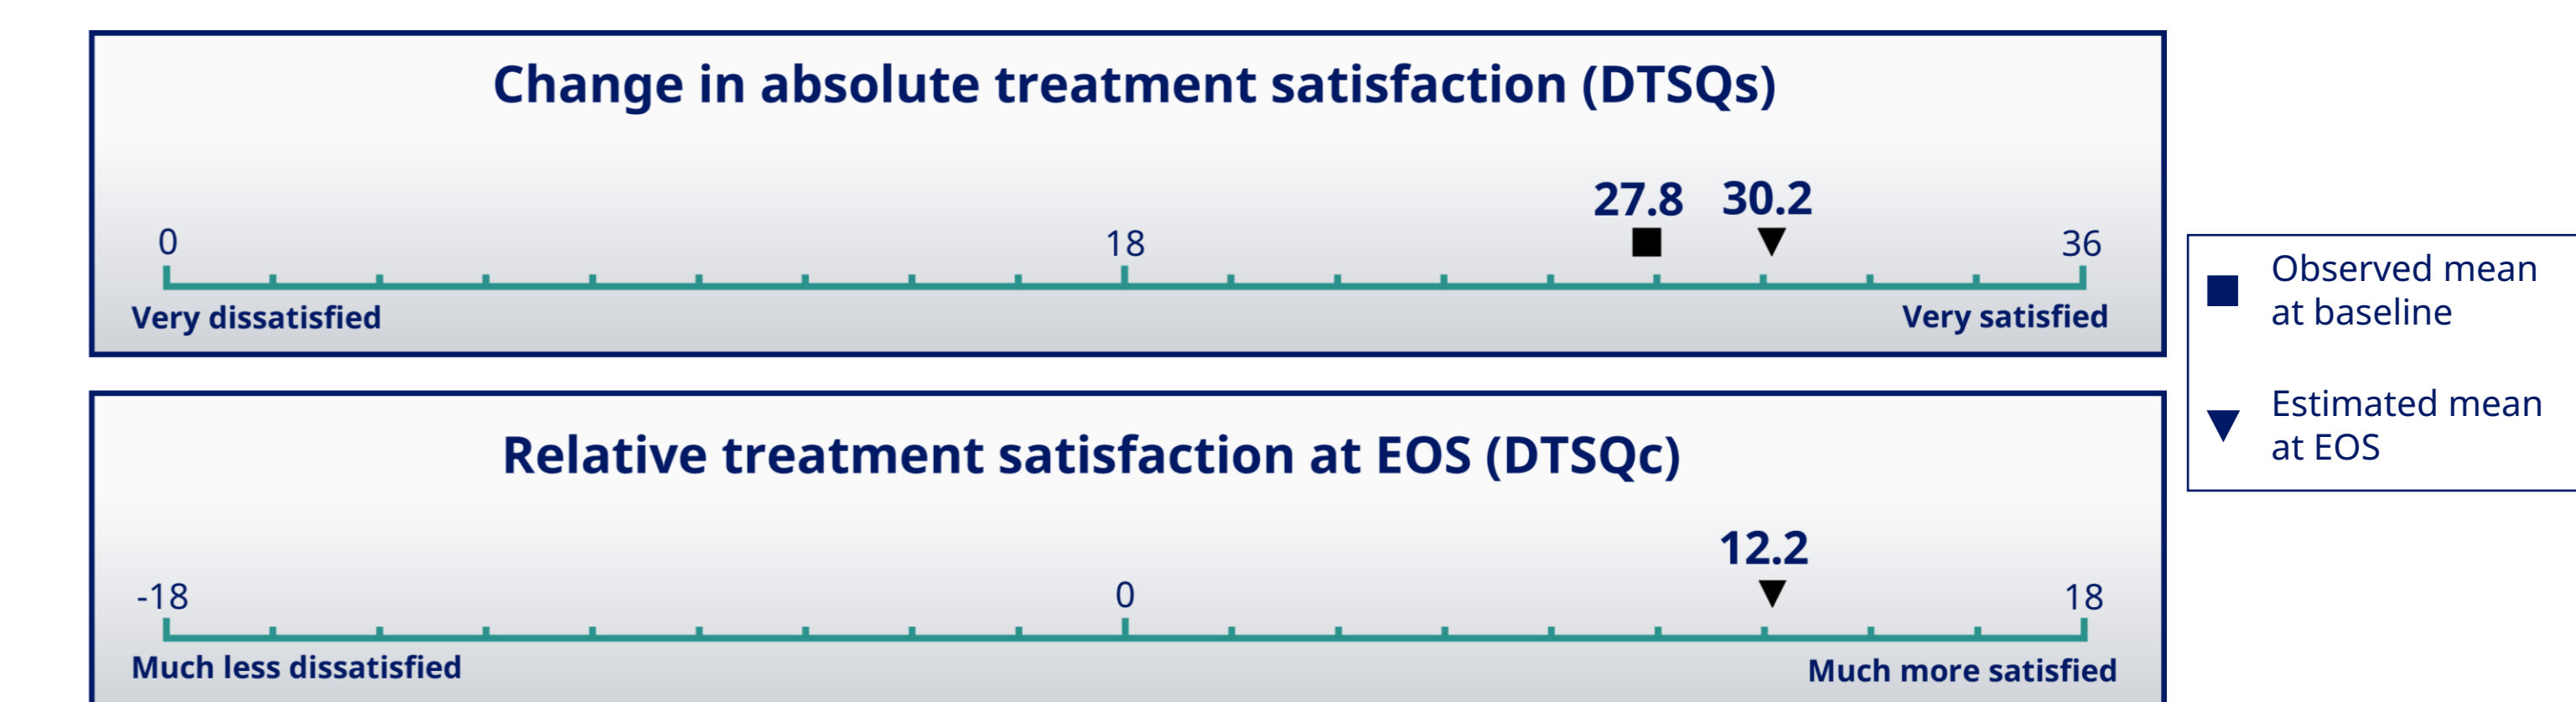 Change in absolute treatment satisfaction (DTSQs)
27.8 30.2
0 18 36
Very dissatisfied Very satisfied
Observed mean
at baseline
Estimated mean
at EOS
Relative treatment satisfaction at EOS (DTSQc)
12.2
-18 0 18
Much less dissatisfied Much more satisfied